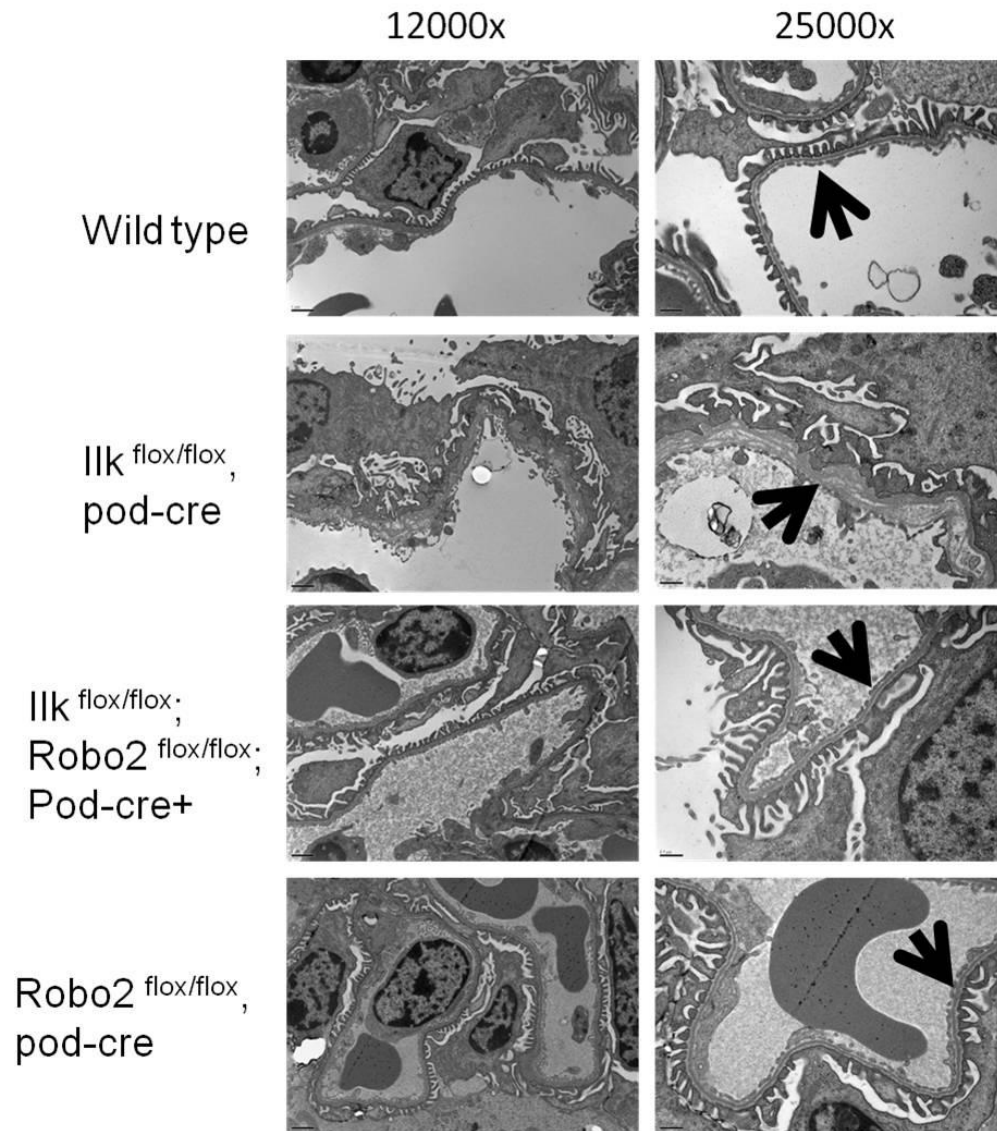 12000x 25000x
Wild type
Ilk flox/flox,
pod-cre
Ilk flox/flox;
Robo2 flox/flox;
Pod-cre+
Robo2 flox/flox,
pod-cre